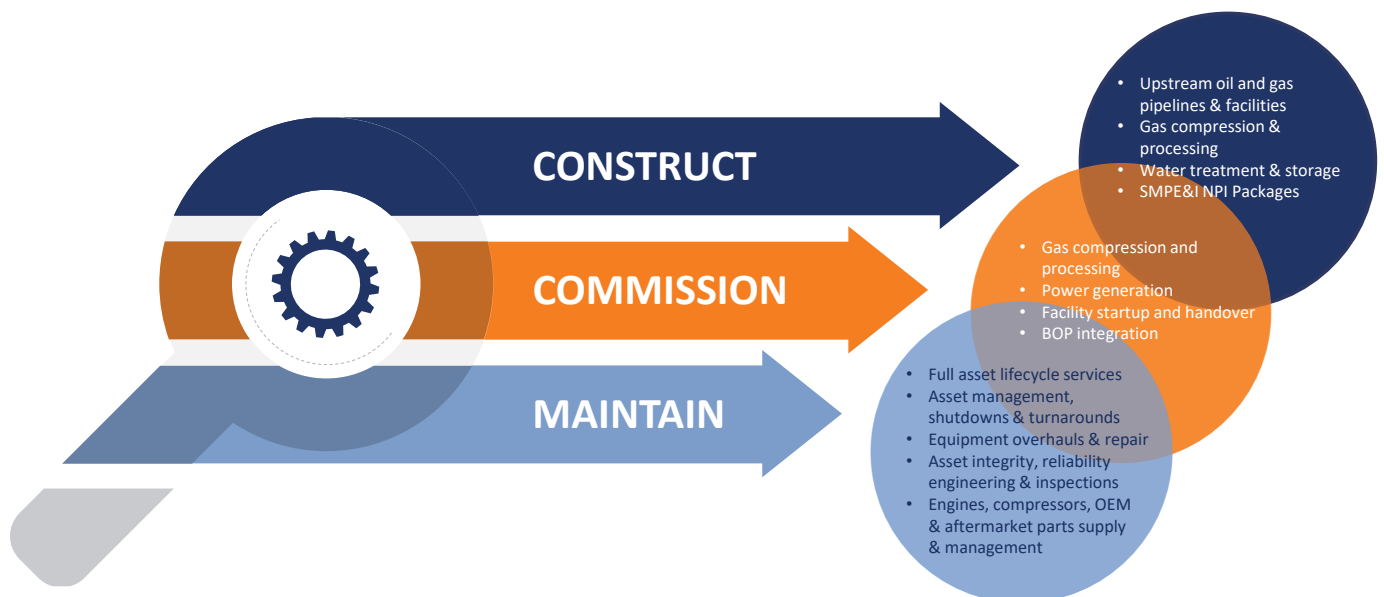 CONSTRUCT
• Upstream oil and gas
pipelines & facilities
• Gas compression &
processing
• Water treatment & storage
• SMPE&I NPI Packages
COMMISSION
• Gas compression and
processing
• Power generation
• Facility startup and handover
• BOP integration
MAINTAIN
• Full asset lifecycle services
• Asset management,
shutdowns & turnarounds
• Equipment overhauls & repair
• Asset integrity, reliability
engineering & inspections
• Engines, compressors, OEM
& aftermarket parts supply
& management